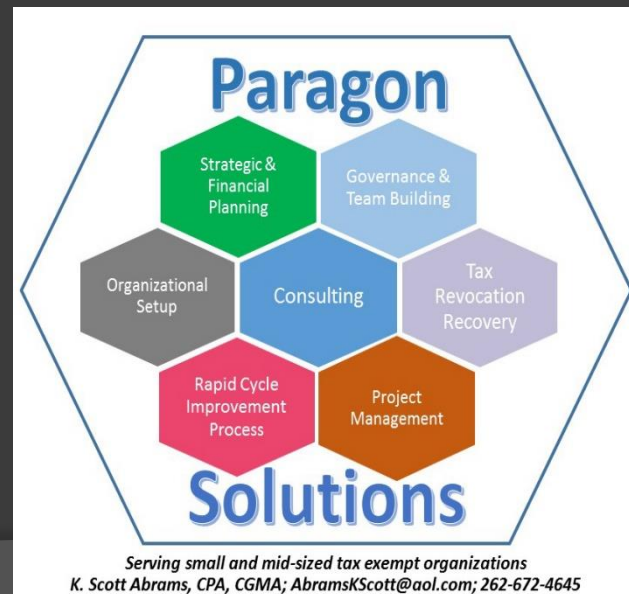 Paragon
Strategic &
Financial
Planning
Governance &
Team Building
Organizational
Setup
Consulting
Tax
Revocation
Recovery
Rapid Cycle
Improvement
Process
Project
Management
Solutions
Serving small and mid-sized tax exempt organizations
K. Scott Abrams, CPA, CGMA; AbramsKScott@aol.com; 262-672-4645